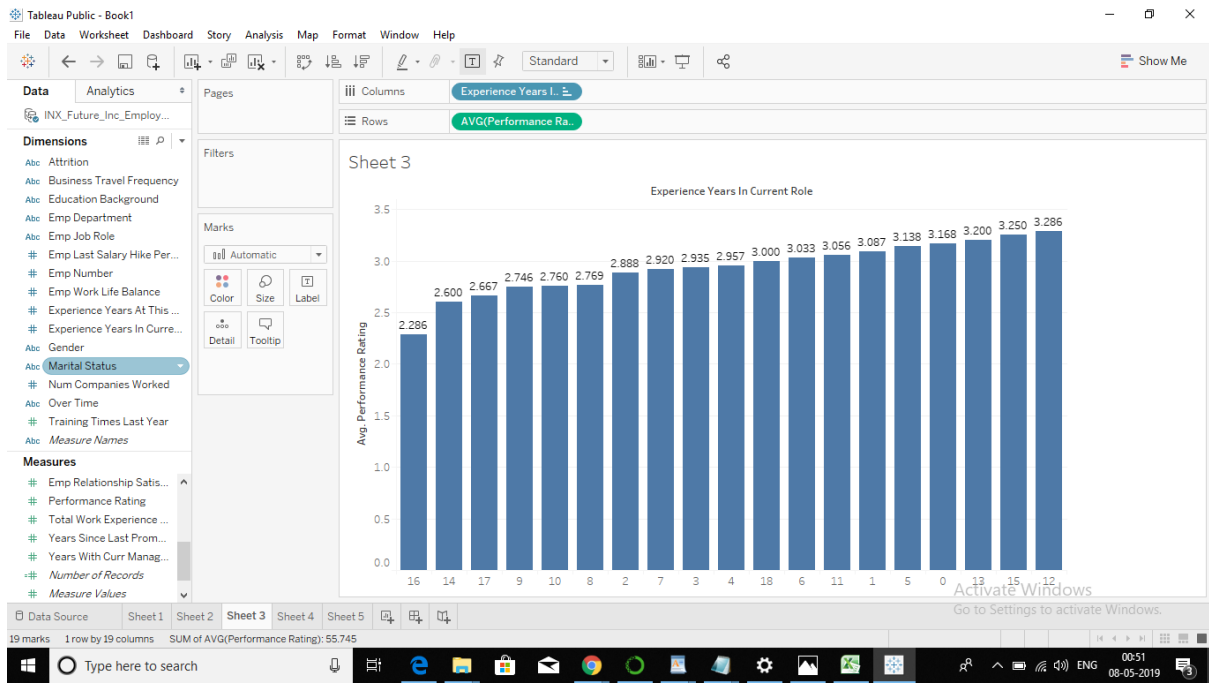 Tableau Public - Book1
File Data Worksheet Dashboard Story Analysis Map Format Window Help
Standard
Show Me
Data Analytics
INX_Future_Inc_Employ...
Dimensions
Abc Attrition
Abc Business Travel Frequency
Abc Education Background
Abc Emp Department
Abc Emp Job Role
# Emp Last Salary Hike Per...
# Emp Number
# Emp Work Life Balance
# Experience Years At This ...
# Experience Years In Curre...
Abc Gender
Abc Marital Status
# Num Companies Worked
Abc Over Time
# Training Times Last Year
Abc Measure Names
Measures
# Emp Relationship Satis...
# Performance Rating
# Total Work Experience ...
# Years Since Last Prom...
# Years With Curr Manag...
=# Number of Records
# Measure Values
Pages
Filters
Marks
Automatic
Color Size Label
Detail Tooltip
Columns Experience Years I..
Rows AVG(Performance Ra..
Sheet 3
Experience Years In Current Role
Avg. Performance Rating
3.5
3.0
2.5
2.0
1.5
1.0
0.5
0.0
2.286 2.600 2.667 2.746 2.760 2.769 2.888 2.920 2.935 2.957 3.000 3.033 3.056 3.087 3.138 3.168 3.200 3.250 3.286
16 14 17 9 10 8 2 7 3 4 18 6 11 1 5 0 13 15 12
Activate Windows
Go to Settings to activate Windows.
Data Source Sheet 1 Sheet 2 Sheet 3 Sheet 4 Sheet 5
19 marks 1 row by 19 columns SUM of AVG(Performance Rating): 55.745
Type here to search
ENG
00:51
08-05-2019
3